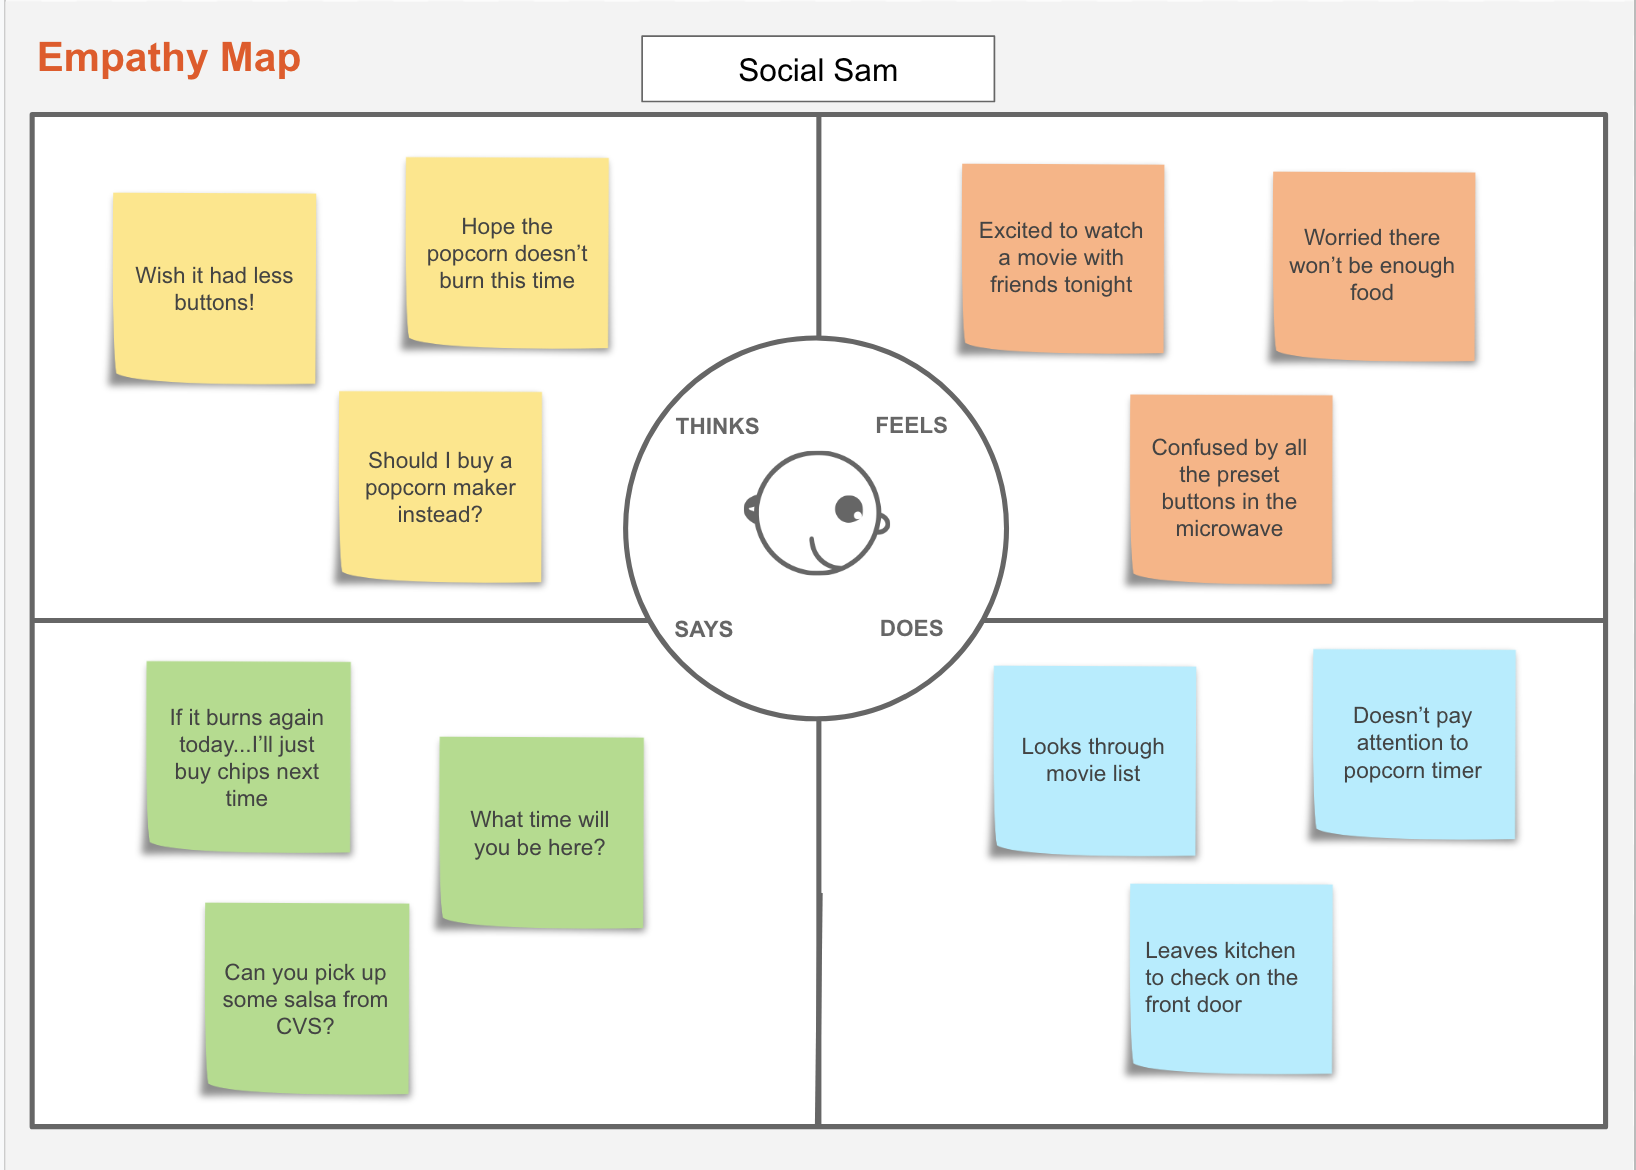 Empathy Map
Social Sam
Wish it had less
buttons!
Hope the
popcorn doesn’t
burn this time
Should I buy a
popcorn maker
instead?
Excited to watch
a movie with
friends tonight
Worried there
won’t be enough
food
Confused by all
the preset
buttons in the
microwave
THINKS
FEELS
SAYS
DOES
If it burns again
today...I’ll just
buy chips next
time
What time will
you be here?
Can you pick up
some salsa from
CVS?
Looks through
movie list
Doesn’t pay
attention to
popcorn timer
Leaves kitchen
to check on the
front door